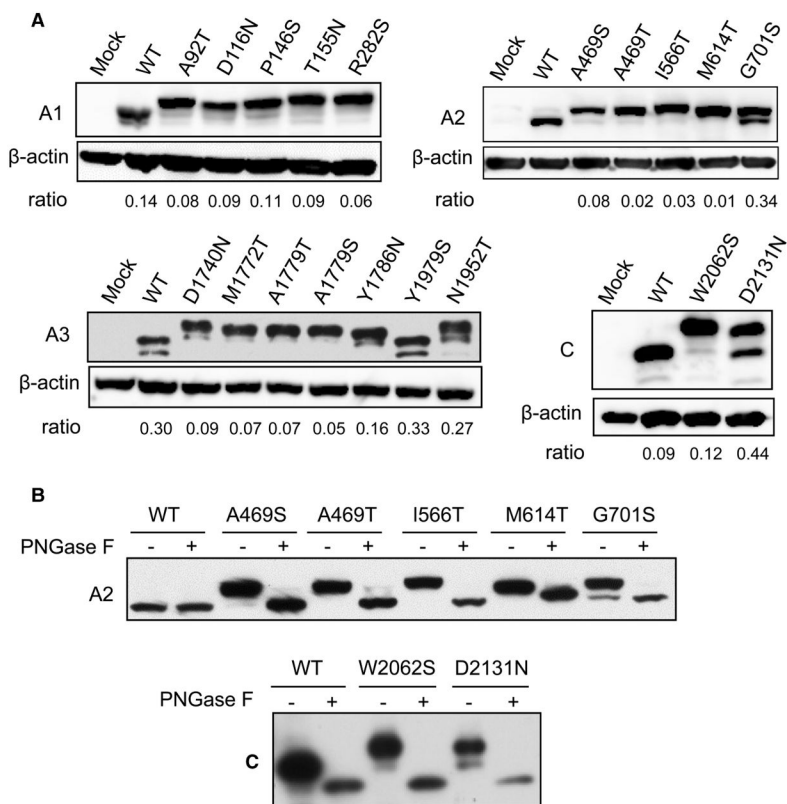 A
Mock WT A92T D116N P146S T155N R282S
A1
β-actin
ratio 0.14 0.08 0.09 0.11 0.09 0.06
Mock WT A469S A469T I566T M614T G701S
A2
β-actin
ratio 0.08 0.02 0.03 0.01 0.34
Mock WT D1740N M1772T A1779T A1779S Y1786N Y1979S N1952T
A3
β-actin
ratio 0.30 0.09 0.07 0.07 0.05 0.16 0.33 0.27
Mock WT W2062S D2131N
C
β-actin
ratio 0.09 0.12 0.44
B
WT A469S A469T I566T M614T G701S
PNGase F - + - + - + - + - + - +
A2
WT W2062S D2131N
PNGase F - + - + - +
C